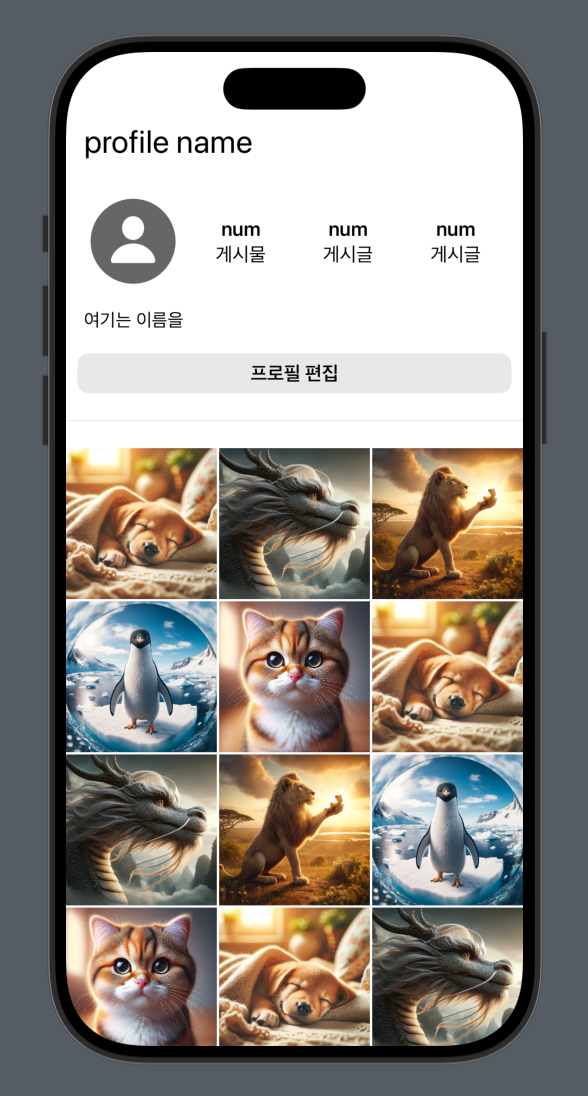 profile name
num num num
게시물 게시글 게시글
여기는 이름을
프로필 편집